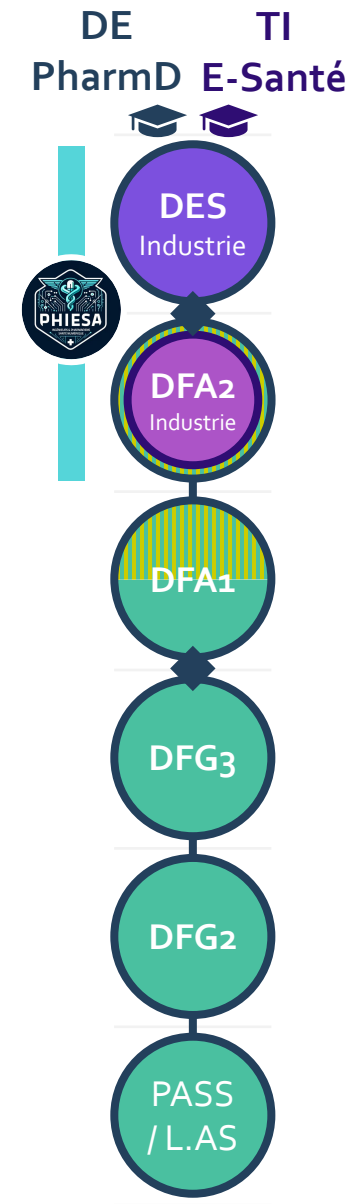 DE
PharmD
TI
E-Santé
DES
Industrie
PHIESA
DFA2
Industrie
DFA1
DFG3
DFG2
PASS
/ L.AS